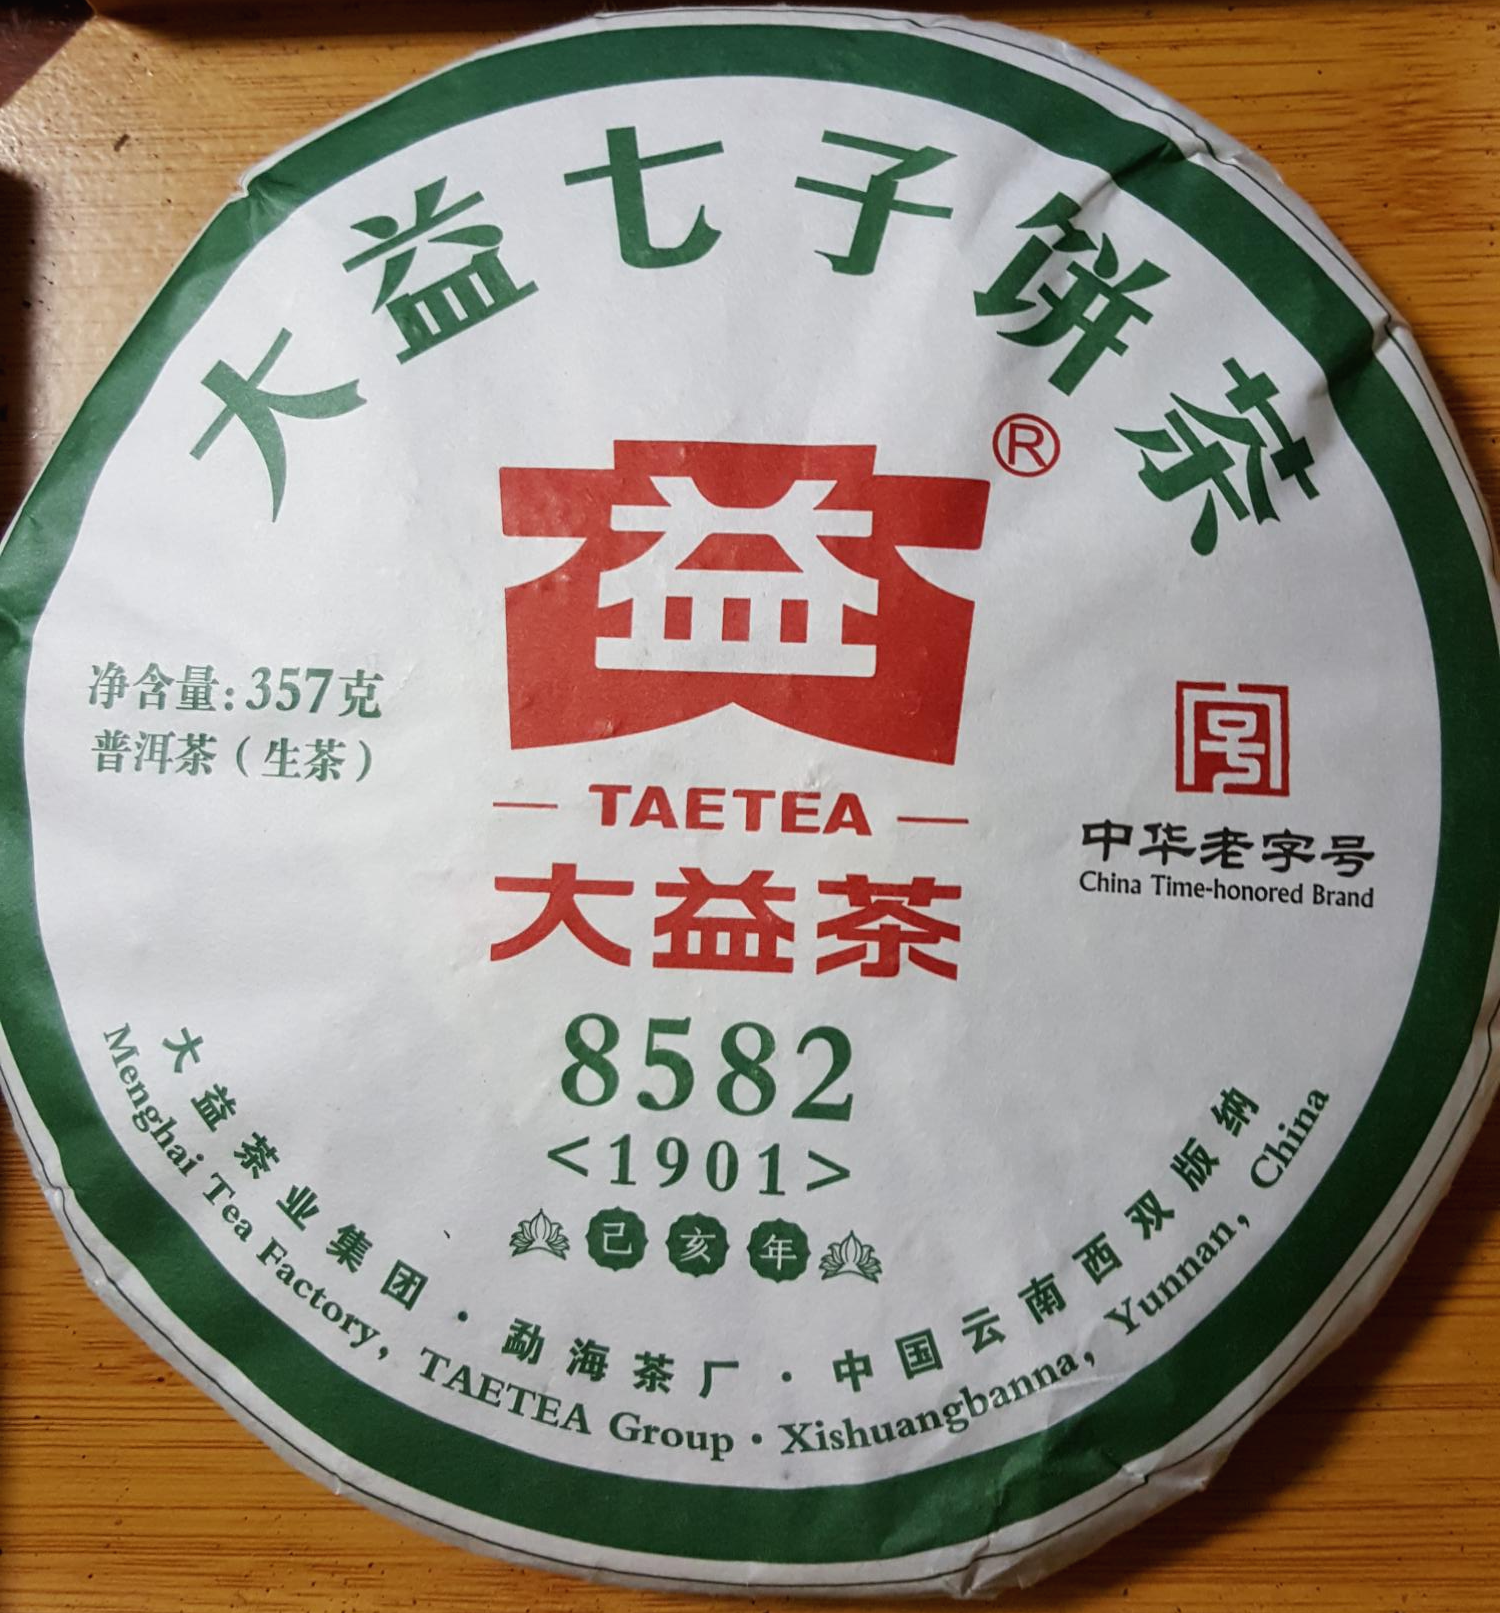 大益七子饼茶
益
®
净含量:357克
普洱茶(生茶)
TAETEA
大益茶
号
中华老字号
China Time-honored Brand
8582
<1901>
己亥年
大益茶业集团·勐海茶厂·中国云南西双版纳
Menghai Tea Factory, TAETEA Group·Xishuangbanna, Yunnan, China